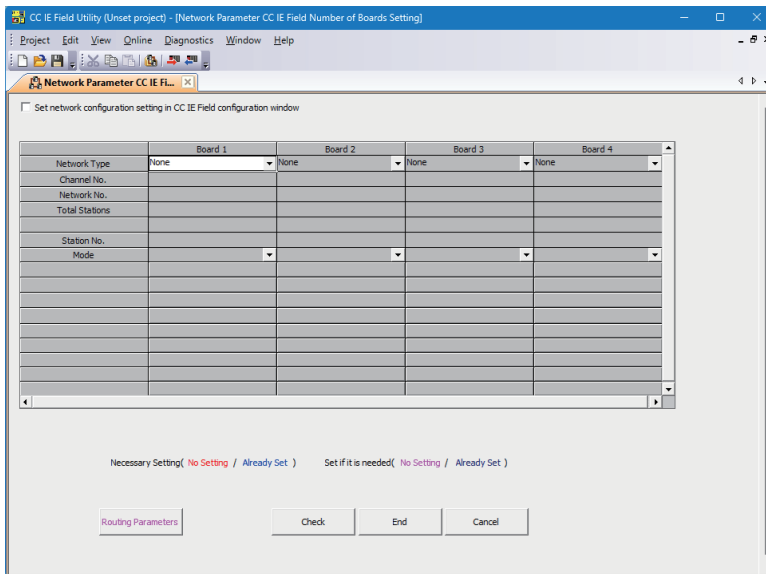 CC IE Field Utility (Unset project) - [Network Parameter CC IE Field Number of Boards Setting]
Project Edit View Online Diagnostics Window Help
Network Parameter CC IE Fi...
Set network configuration setting in CC IE Field configuration window
Board 1 Board 2 Board 3 Board 4
Network Type None None None None
Channel No.
Network No.
Total Stations
Station No.
Mode
Necessary Setting( No Setting / Already Set ) Set if it is needed( No Setting / Already Set )
Routing Parameters Check End Cancel